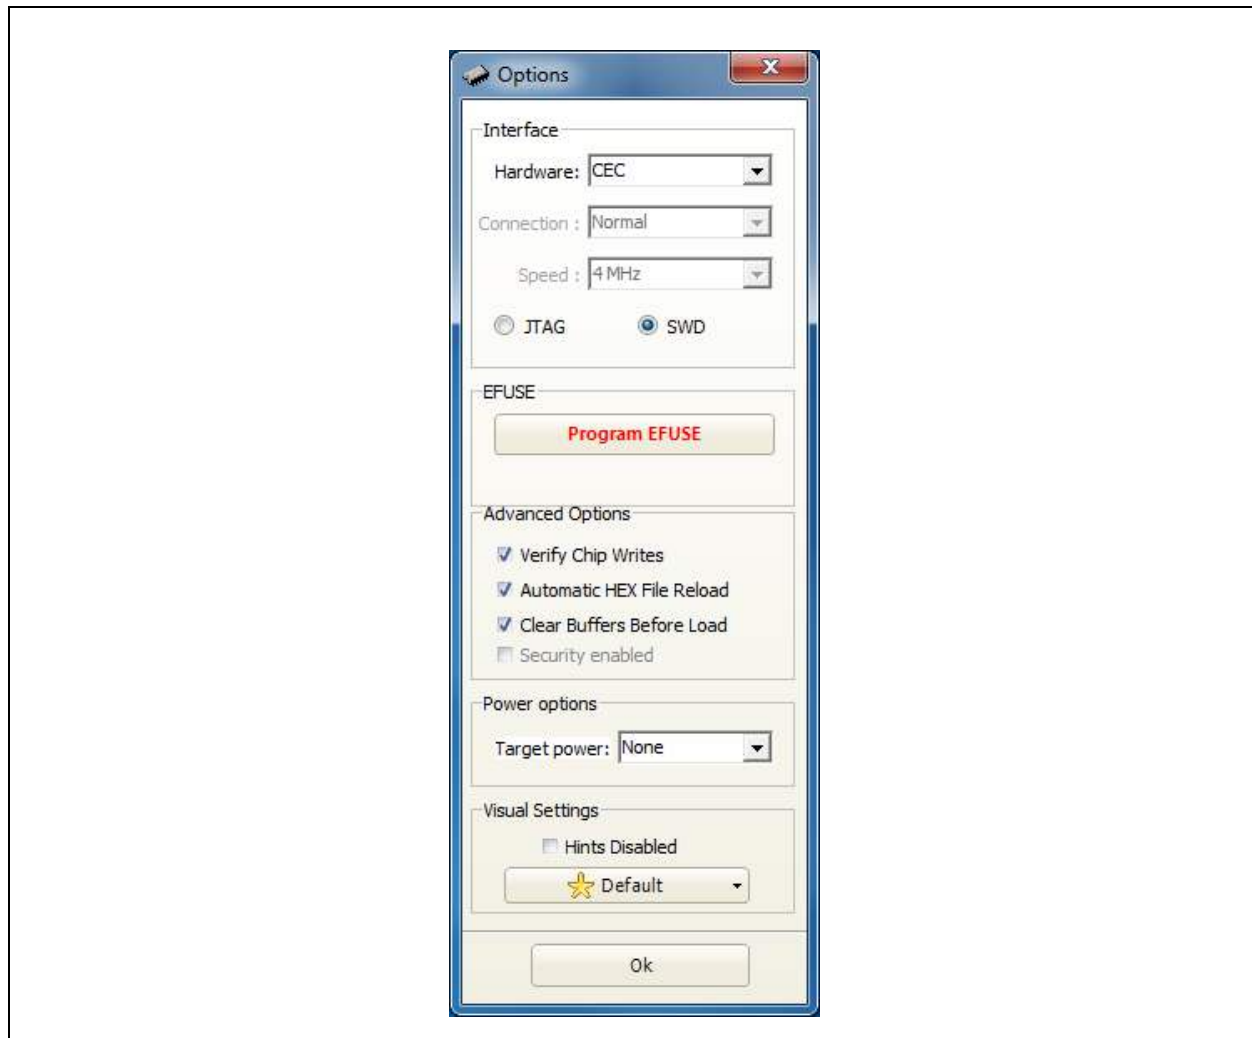 Options
Interface
Hardware: CEC
Connection : Normal
Speed : 4 MHz
JTAG SWD
EFUSE
Program EFUSE
Advanced Options
Verify Chip Writes
Automatic HEX File Reload
Clear Buffers Before Load
Security enabled
Power options
Target power: None
Visual Settings
Hints Disabled
Default
Ok